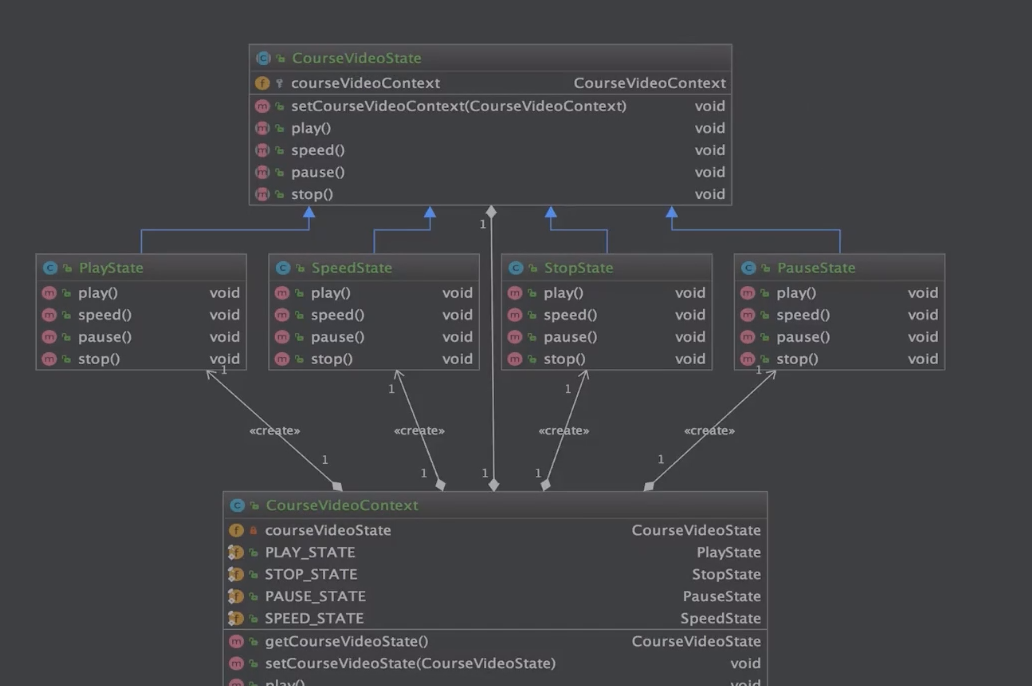 CourseVideoState
courseVideoContext CourseVideoContext
setCourseVideoContext(CourseVideoContext) void
play() void
speed() void
pause() void
stop() void
1
PlayState
play() void
speed() void
pause() void
stop() void
1
SpeedState
play() void
speed() void
pause() void
stop() void
1
StopState
play() void
speed() void
pause() void
stop() void
1
PauseState
play() void
speed() void
pause() void
stop() void
1
«create» «create» «create» «create»
1 1 1 1 1
CourseVideoContext
courseVideoState CourseVideoState
PLAY_STATE PlayState
STOP_STATE StopState
PAUSE_STATE PauseState
SPEED_STATE SpeedState
getCourseVideoState() CourseVideoState
setCourseVideoState(CourseVideoState) void
play() void